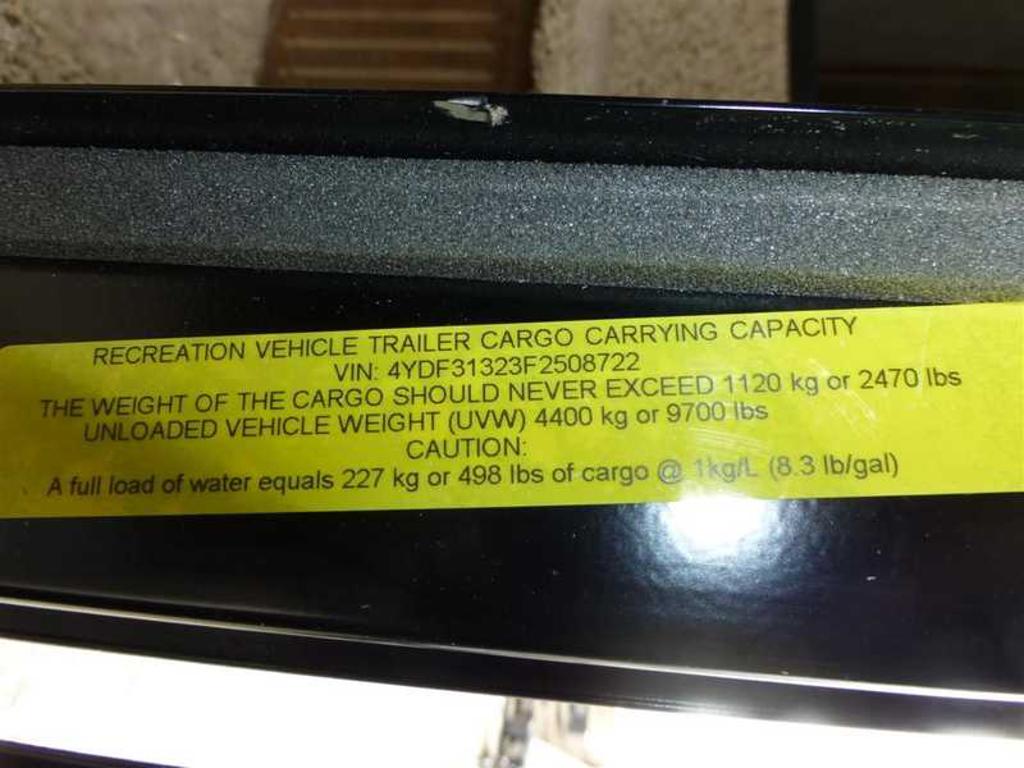 RECREATION VEHICLE TRAILER CARGO CARRYING CAPACITY
VIN: 4YDF31323F2508722
THE WEIGHT OF THE CARGO SHOULD NEVER EXCEED 1120 kg or 2470 lbs
UNLOADED VEHICLE WEIGHT (UVW) 4400 kg or 9700 lbs
CAUTION:
A full load of water equals 227 kg or 498 lbs of cargo @ 1kg/L (8.3 lb/gal)